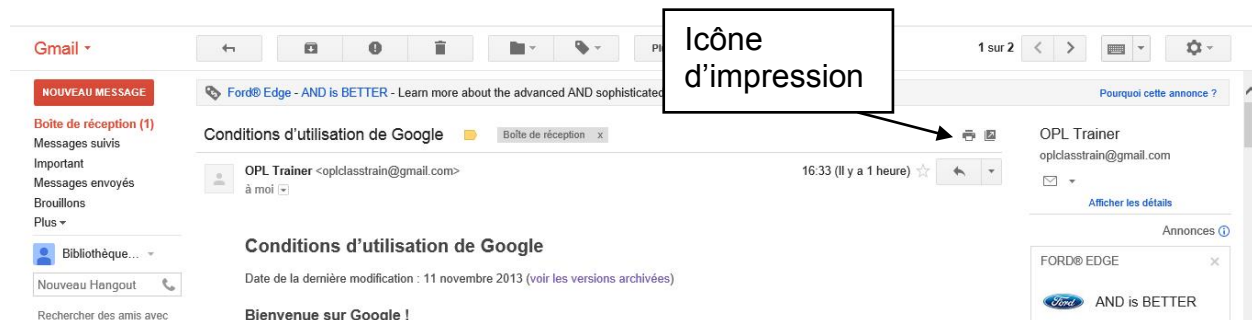 Gmail
1 sur 2
Icône
d’impression
NOUVEAU MESSAGE
Ford® Edge - AND is BETTER - Learn more about the advanced AND sophisticated
Pourquoi cette annonce ?
Boîte de réception (1)
Messages suivis
Important
Messages envoyés
Brouillons
Plus
Conditions d’utilisation de Google
Boîte de réception x
OPL Trainer <oplclasstrain@gmail.com>
à moi
16:33 (Il y a 1 heure)
OPL Trainer
oplclasstrain@gmail.com
Afficher les détails
Annonces
Bibliothèque...
Nouveau Hangout
Rechercher des amis avec
Conditions d’utilisation de Google
Date de la dernière modification : 11 novembre 2013 (voir les versions archivées)
Bienvenue sur Google !
FORD® EDGE
Ford
AND is BETTER